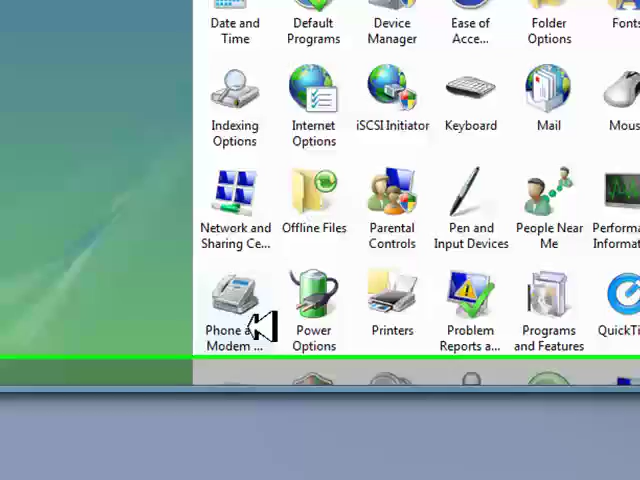 Date and Default Device Ease of Folder Fonts
Time Programs Manager Acce... Options
Indexing Internet iSCSI Initiator Keyboard Mail Mous
Options Options
Network and Offline Files Parental Pen and People Near Performa
Sharing Ce... Controls Input Devices Me Informat
Phone a Power Printers Problem Programs QuickTi
Modem ... Options Reports a... and Features